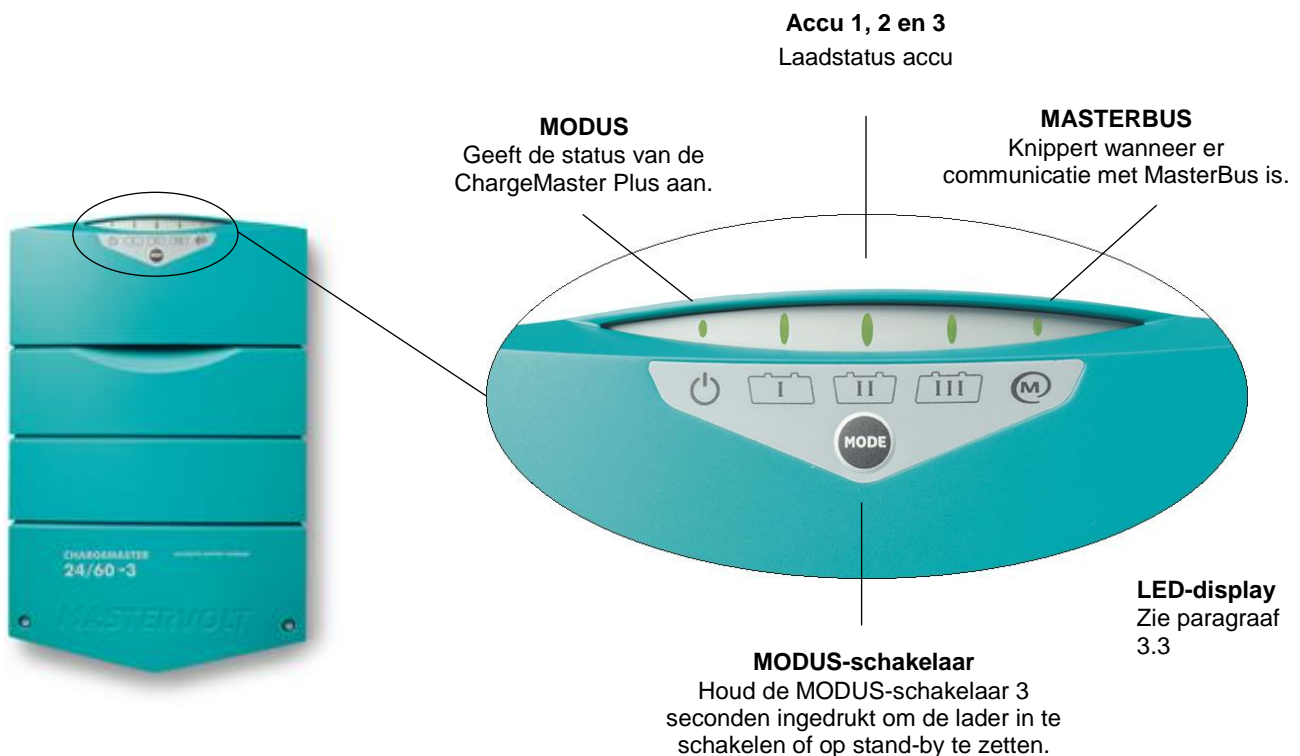 Accu 1, 2 en 3
Laadstatus accu
MODUS
Geeft de status van de
ChargeMaster Plus aan.
MASTERBUS
Knippert wanneer er
communicatie met MasterBus is.
I II III M
MODE
CHARGEMASTER
24/60-3
MASTERVOLT
LED-display
Zie paragraaf
3.3
MODUS-schakelaar
Houd de MODUS-schakelaar 3
seconden ingedrukt om de lader in te
schakelen of op stand-by te zetten.